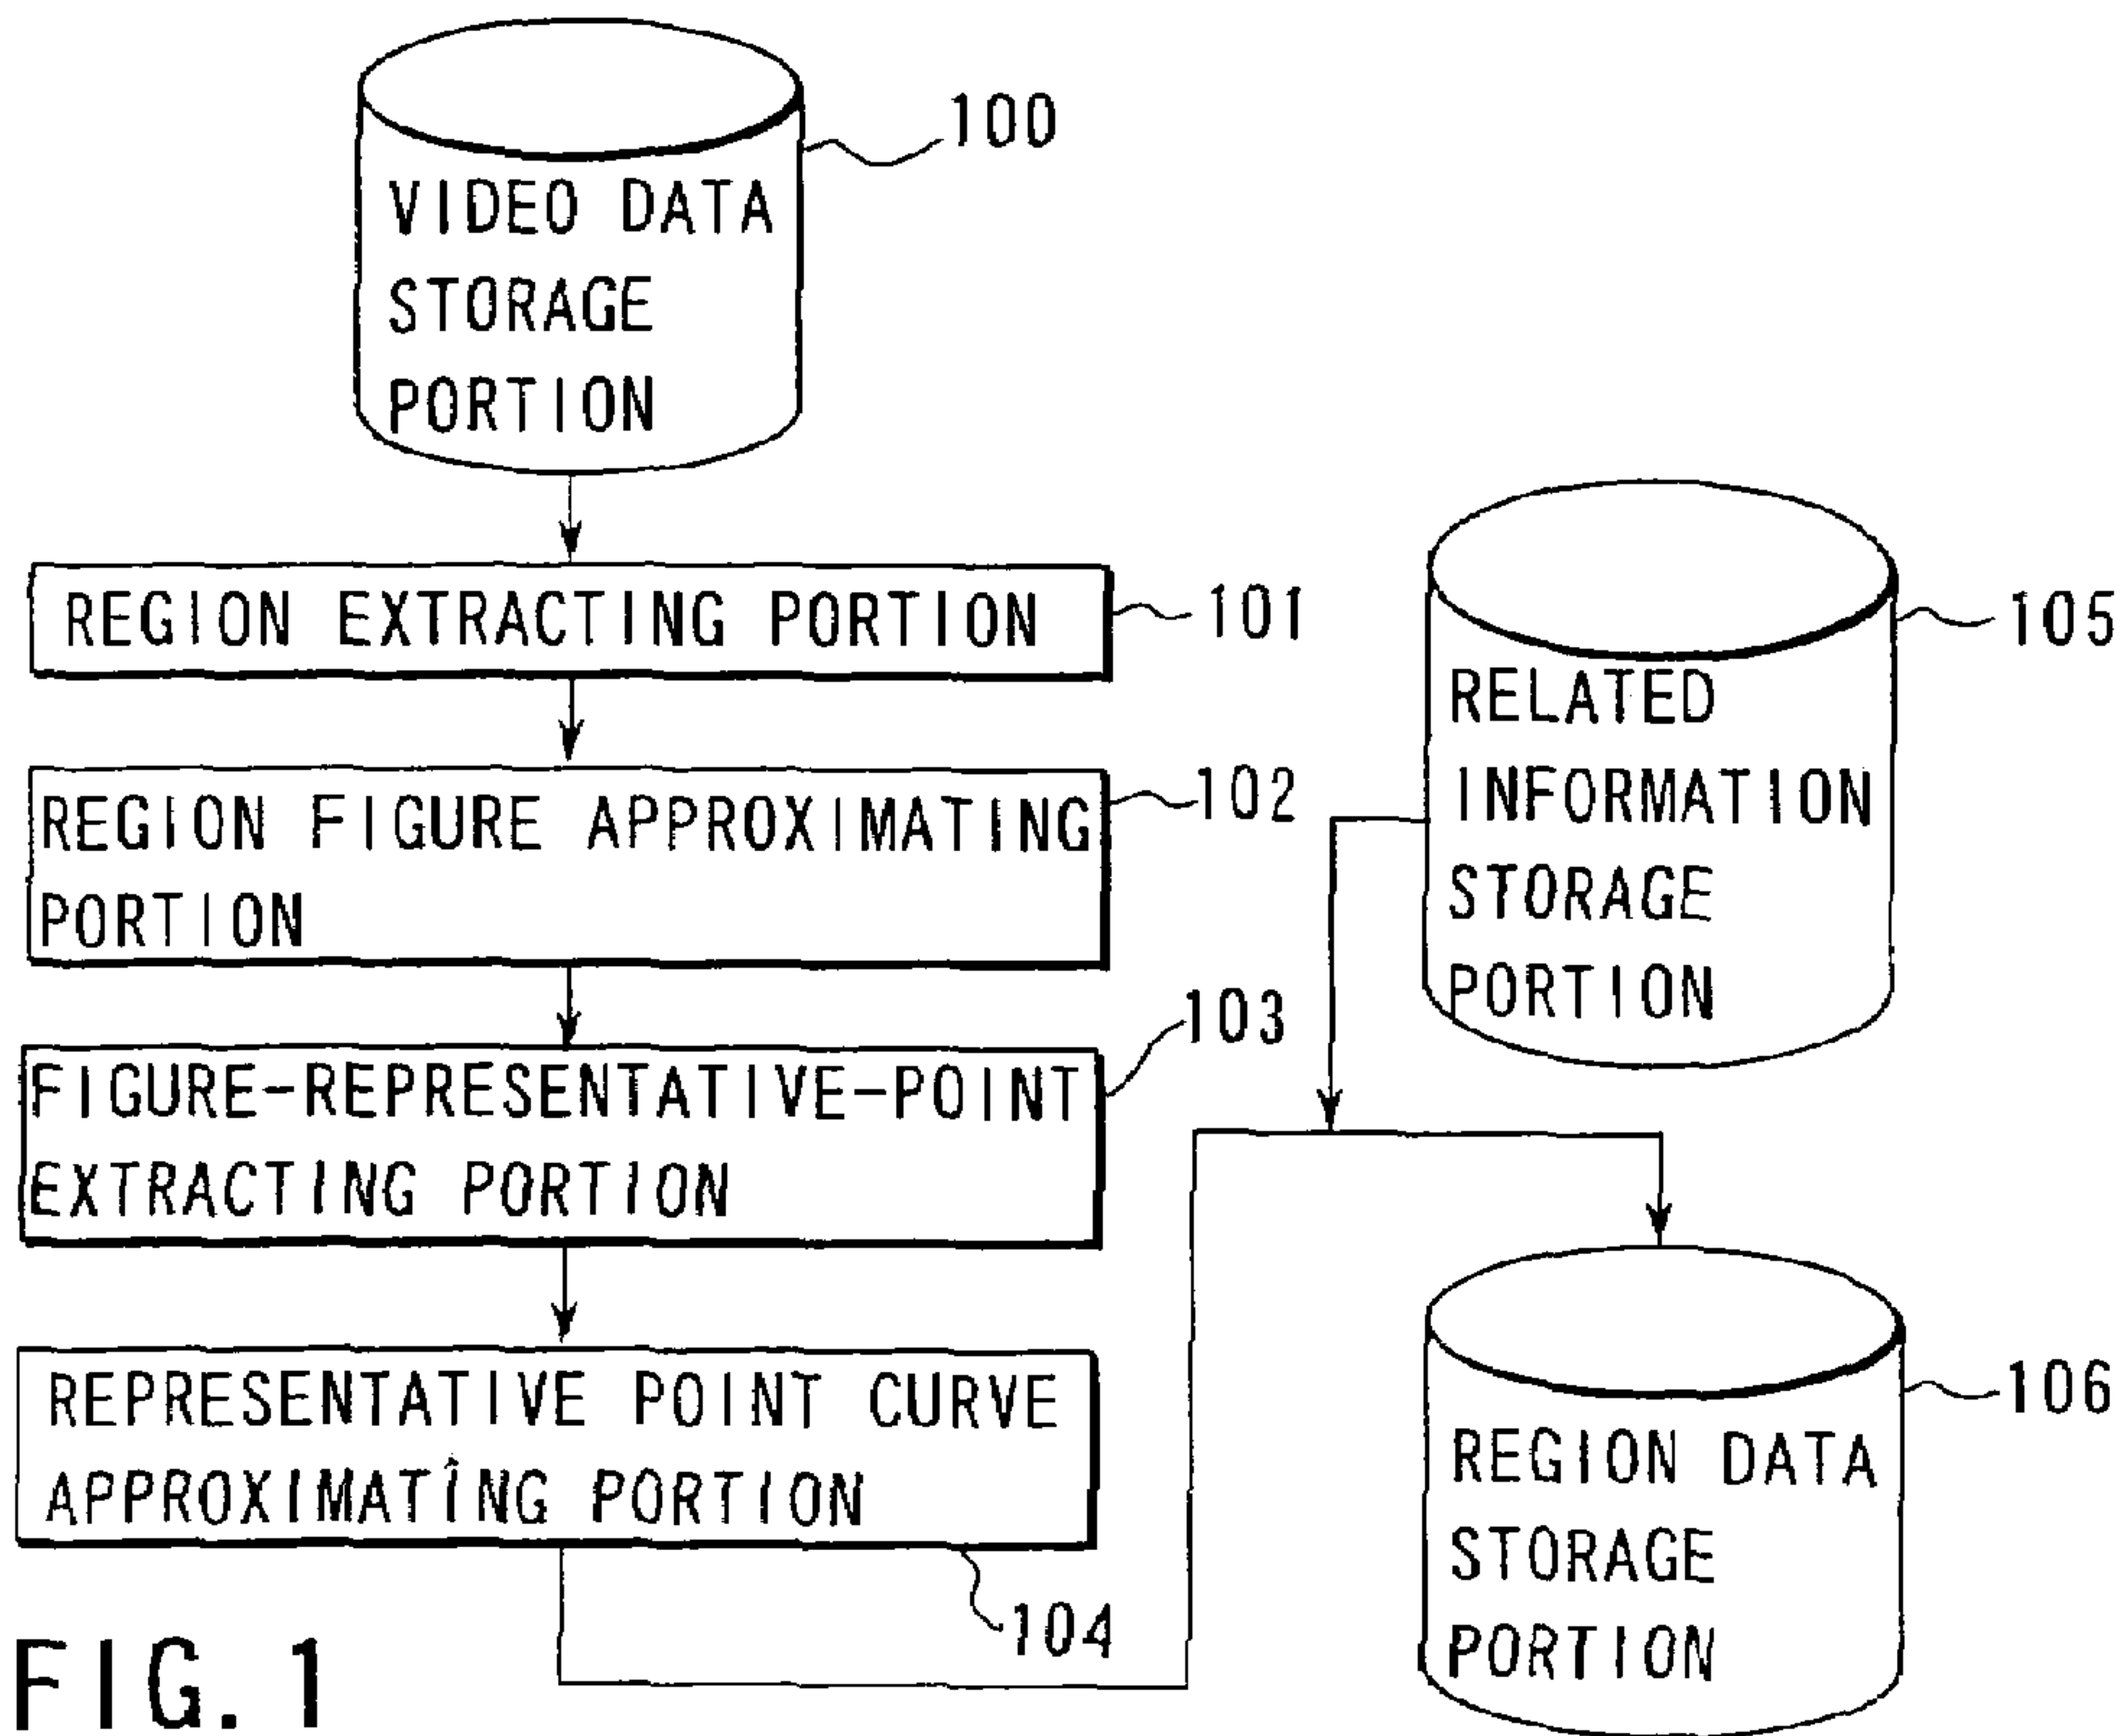 100
VIDEO DATA
STORAGE
PORTION
REGION EXTRACTING PORTION
101
REGION FIGURE APPROXIMATING
PORTION
102
FIGURE-REPRESENTATIVE-POINT
EXTRACTING PORTION
103
REPRESENTATIVE POINT CURVE
APPROXIMATING PORTION
104
105
RELATED
INFORMATION
STORAGE
PORTION
106
REGION DATA
STORAGE
PORTION
FIG. 1